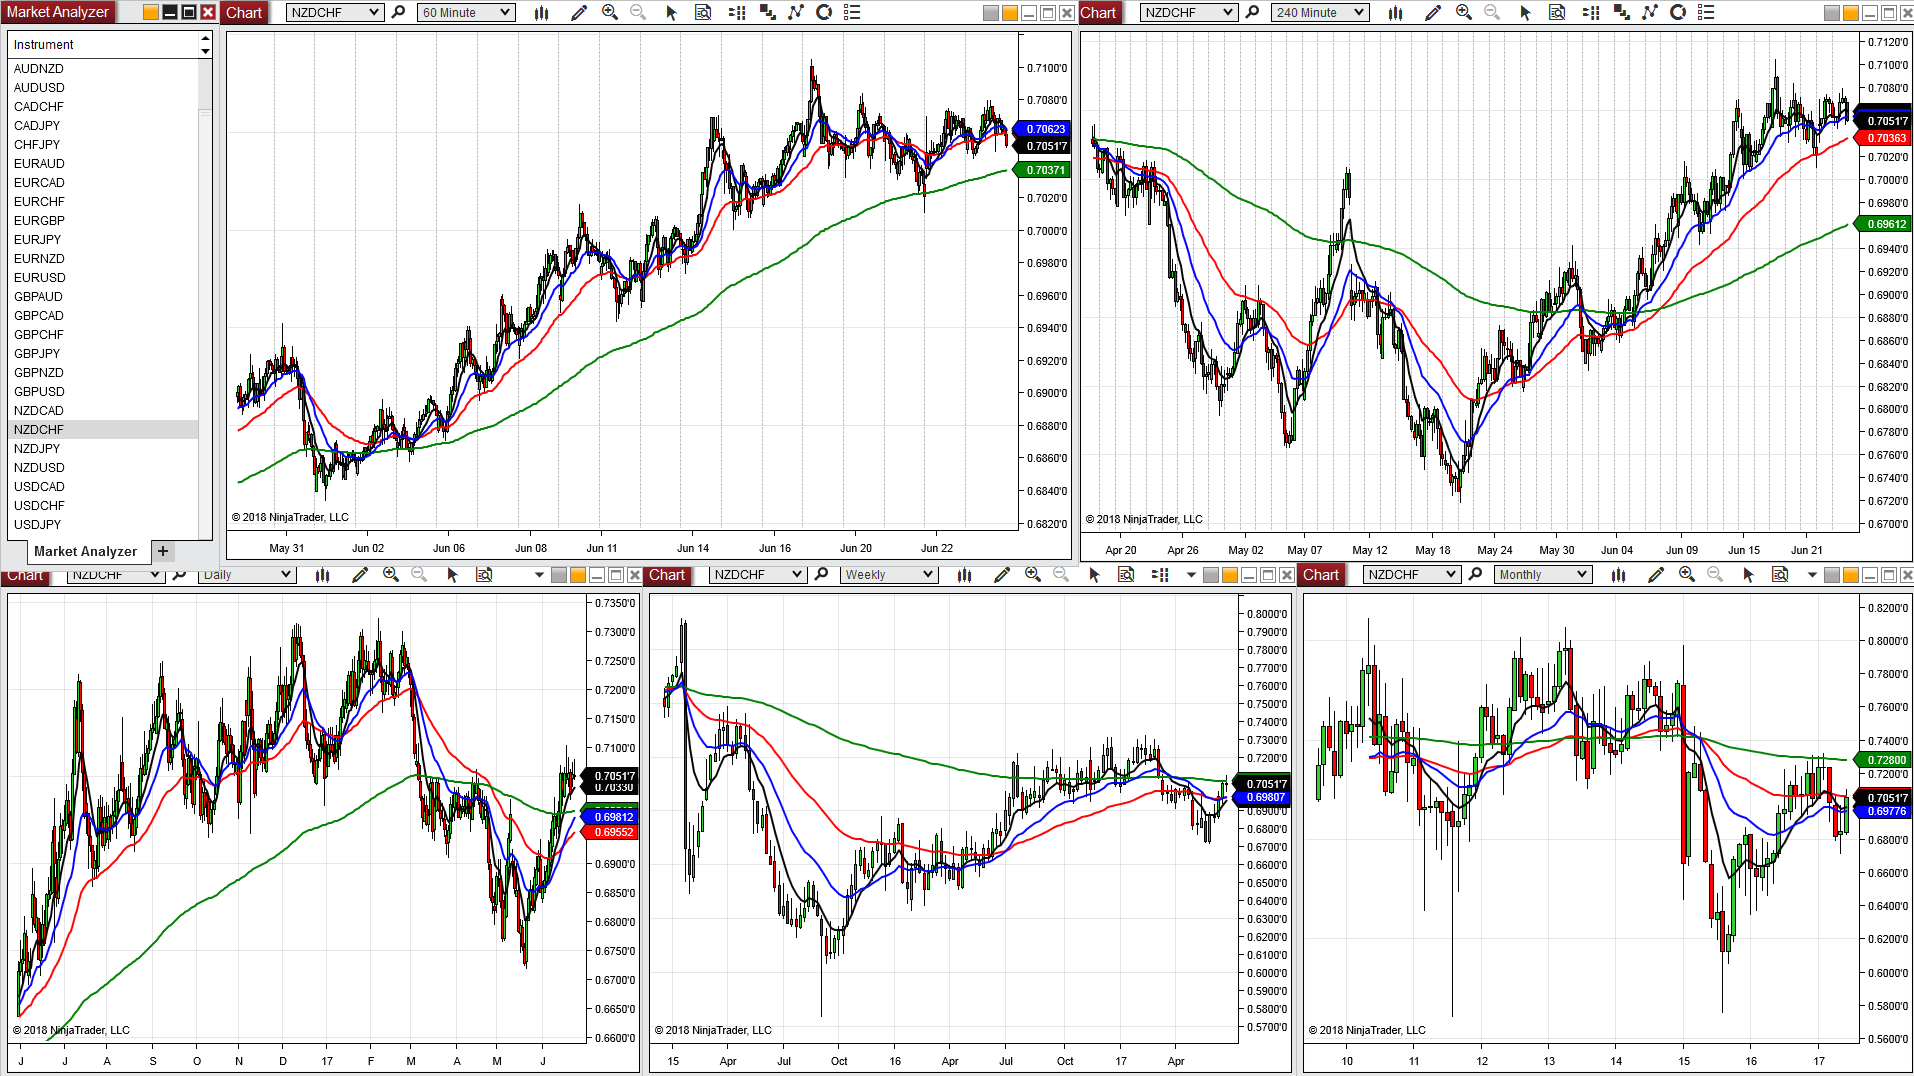 Market Analyzer
Instrument
AUDNZD
AUDUSD
CADCHF
CADJPY
CHFJPY
EURAUD
EURCAD
EURCHF
EURGBP
EURJPY
EURNZD
EURUSD
GBPAUD
GBPCAD
GBPCHF
GBPJPY
GBPNZD
GBPUSD
NZDCAD
NZDCHF
NZDJPY
NZDUSD
USDCAD
USDCHF
USDJPY
Market Analyzer +
Chart NZDCHF 60 Minute
0.7100'0
0.7080'0
0.70623
0.7051'7
0.70371
0.7020'0
0.7000'0
0.6980'0
0.6960'0
0.6940'0
0.6920'0
0.6900'0
0.6880'0
0.6860'0
0.6840'0
0.6820'0
© 2018 NinjaTrader, LLC
May 31 Jun 02 Jun 06 Jun 08 Jun 11 Jun 14 Jun 16 Jun 20 Jun 22
Chart NZDCHF 240 Minute
0.7120'0
0.7100'0
0.7080'0
0.7051'7
0.70363
0.7020'0
0.7000'0
0.6980'0
0.69612
0.6940'0
0.6920'0
0.6900'0
0.6880'0
0.6860'0
0.6840'0
0.6820'0
0.6800'0
0.6780'0
0.6760'0
0.6740'0
0.6720'0
0.6700'0
© 2018 NinjaTrader, LLC
Apr 20 Apr 26 May 02 May 07 May 12 May 18 May 24 May 30 Jun 04 Jun 09 Jun 15 Jun 21
Chart NZDCHF Daily
0.7350'0
0.7300'0
0.7250'0
0.7200'0
0.7150'0
0.7100'0
0.7051'7
0.70330
0.69812
0.69552
0.6900'0
0.6850'0
0.6800'0
0.6750'0
0.6700'0
0.6650'0
0.6600'0
© 2018 NinjaTrader, LLC
J J A S O N D 17 F M A M J
Chart NZDCHF Weekly
0.8000'0
0.7900'0
0.7800'0
0.7700'0
0.7600'0
0.7500'0
0.7400'0
0.7300'0
0.7200'0
0.7051'7
0.69807
0.6900'0
0.6800'0
0.6700'0
0.6600'0
0.6500'0
0.6400'0
0.6300'0
0.6200'0
0.6100'0
0.6000'0
0.5900'0
0.5800'0
0.5700'0
© 2018 NinjaTrader, LLC
15 Apr Jul Oct 16 Apr Jul Oct 17 Apr
Chart NZDCHF Monthly
0.8200'0
0.8000'0
0.7800'0
0.7600'0
0.7400'0
0.72800
0.7200'0
0.7051'7
0.69776
0.6800'0
0.6600'0
0.6400'0
0.6200'0
0.6000'0
0.5800'0
0.5600'0
© 2018 NinjaTrader, LLC
10 11 12 13 14 15 16 17